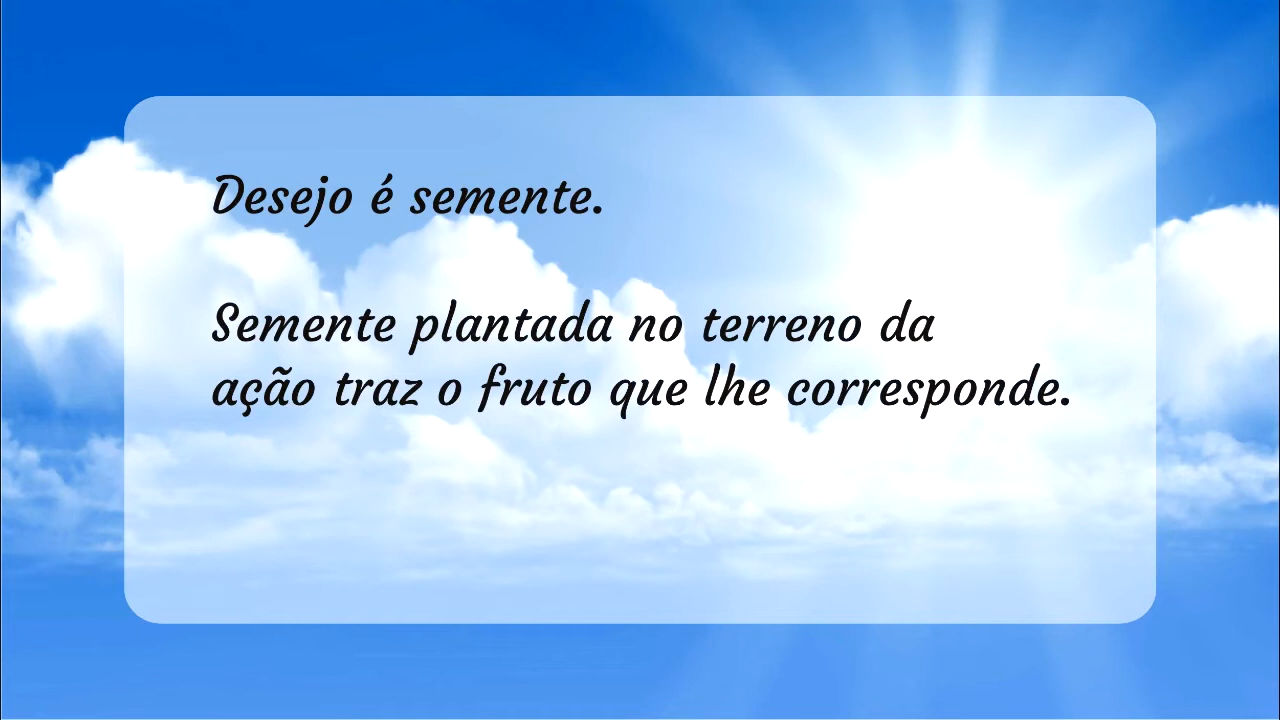 Desejo é semente.
Semente plantada no terreno da
ação traz o fruto que lhe corresponde.